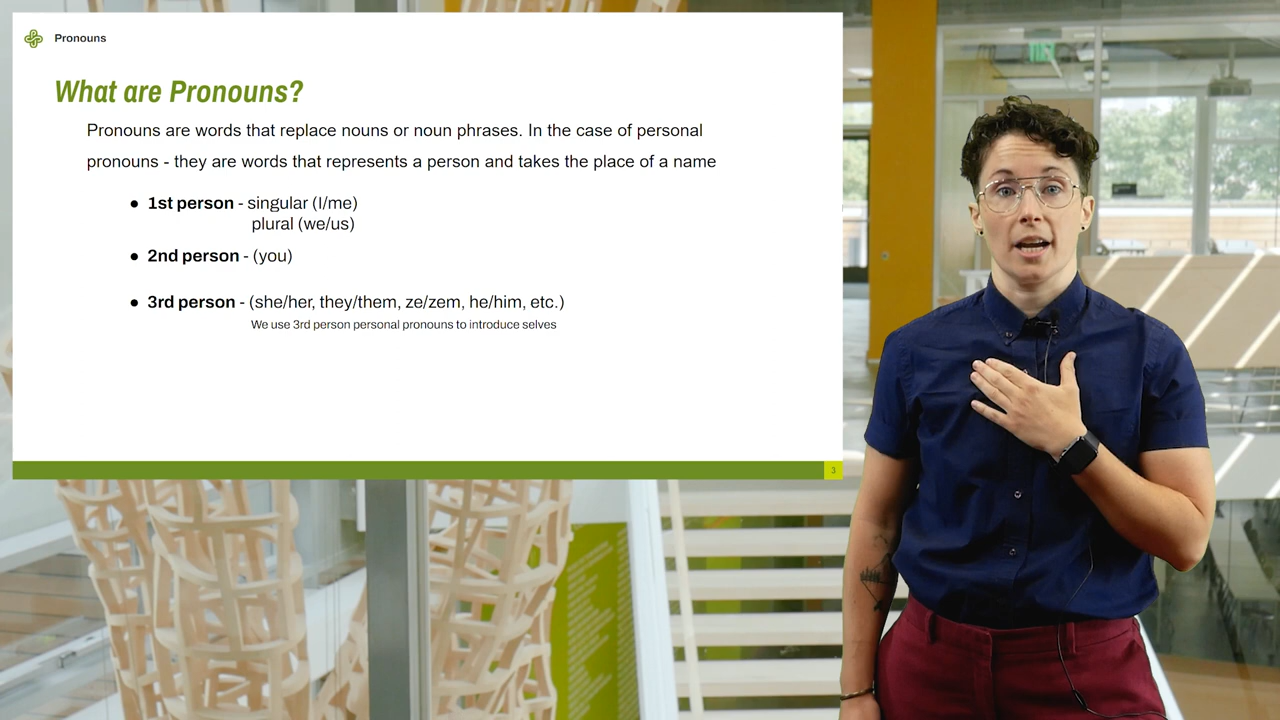 Pronouns
What are Pronouns?
Pronouns are words that replace nouns or noun phrases. In the case of personal
pronouns - they are words that represents a person and takes the place of a name
● 1st person - singular (I/me)
plural (we/us)
● 2nd person - (you)
● 3rd person - (she/her, they/them, ze/zem, he/him, etc.)
We use 3rd person personal pronouns to introduce selves
3